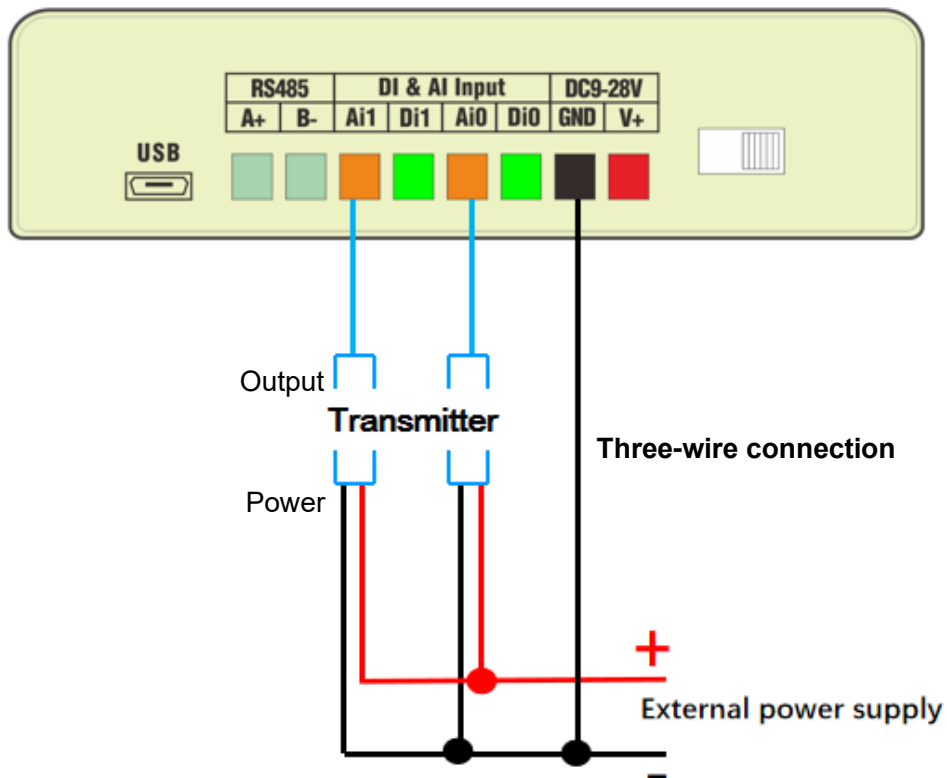 RS485 DI & AI Input DC9-28V
A+ B- Ai1 Di1 Ai0 Di0 GND V+
USB
Output
Transmitter
Three-wire connection
Power
+
External power supply
-